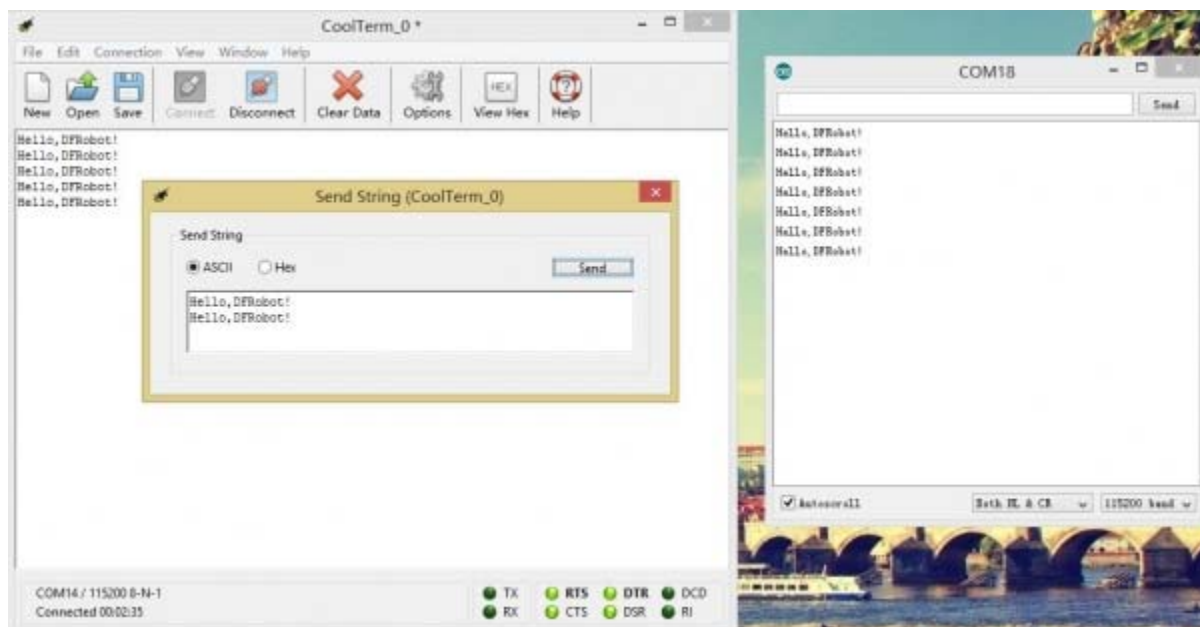 CoolTerm_0 *
File Edit Connection View Window Help
New Open Save Connect Disconnect Clear Data Options View Hex Help
HEX
Hello,DFRobot!
Hello,DFRobot!
Hello,DFRobot!
Hello,DFRobot!
Hello,DFRobot!
Send String (CoolTerm_0)
Send String
ASCII Hex Send
Hello,DFRobot!
Hello,DFRobot!
COM14 / 115200 8-N-1
Connected 00:02:35
TX RTS DTR DCD
RX CTS DSR RI
COM18
Send
Hello,DFRobot!
Hello,DFRobot!
Hello,DFRobot!
Hello,DFRobot!
Hello,DFRobot!
Hello,DFRobot!
Hello,DFRobot!
Autoscroll Both NL & CR 115200 baud